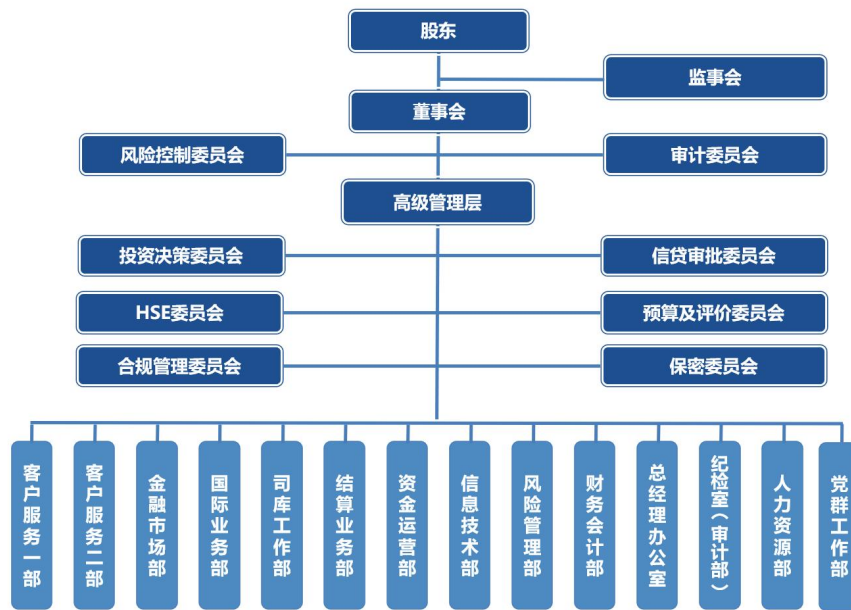 股东
监事会
董事会
风险控制委员会
审计委员会
高级管理层
投资决策委员会
信贷审批委员会
HSE委员会
预算及评价委员会
合规管理委员会
保密委员会
客户服务一部
客户服务二部
金融市场部
国际业务部
司库工作部
结算业务部
资金运营部
信息技术部
风险管理部
财务会计部
总经理办公室
纪检室（审计部）
人力资源部
党群工作部